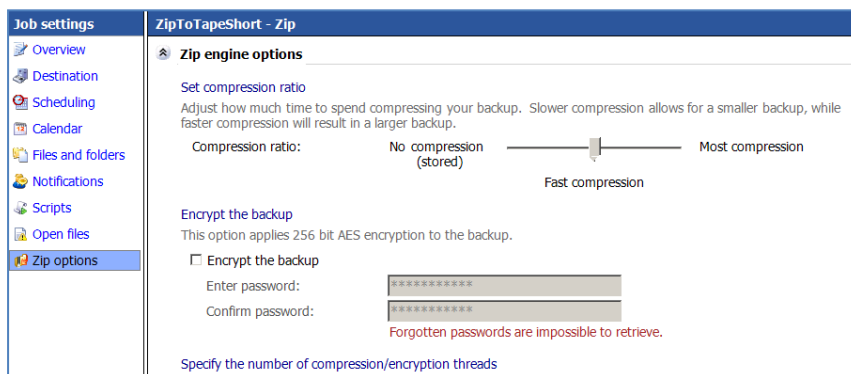 Job settings
Overview
Destination
Scheduling
Calendar
Files and folders
Notifications
Scripts
Open files
Zip options
ZipToTapeShort - Zip
Zip engine options
Set compression ratio
Adjust how much time to spend compressing your backup. Slower compression allows for a smaller backup, while
faster compression will result in a larger backup.
Compression ratio: No compression Most compression
(stored)
Fast compression
Encrypt the backup
This option applies 256 bit AES encryption to the backup.
Encrypt the backup
Enter password: ***********
Confirm password: ***********
Forgotten passwords are impossible to retrieve.
Specify the number of compression/encryption threads